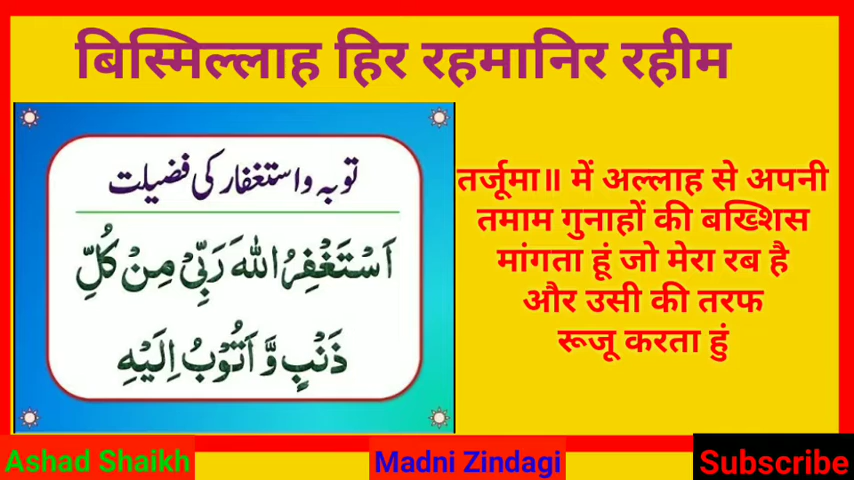 बिस्मिल्लाह हिर रहमानिर रहीम
توبہ و استغفار کی فضیلت
اَسْتَغْفِرُ اللهَ رَبِّىْ مِنْ كُلِّ
ذَنْبٍ وَّاَتُوْبُ اِلَيْهِ
तर्जूमा॥ में अल्लाह से अपनी
तमाम गुनाहों की बख्शिस
मांगता हूं जो मेरा रब है
और उसी की तरफ
रूजू करता हुं
Ashad Shaikh
Madni Zindagi
Subscribe